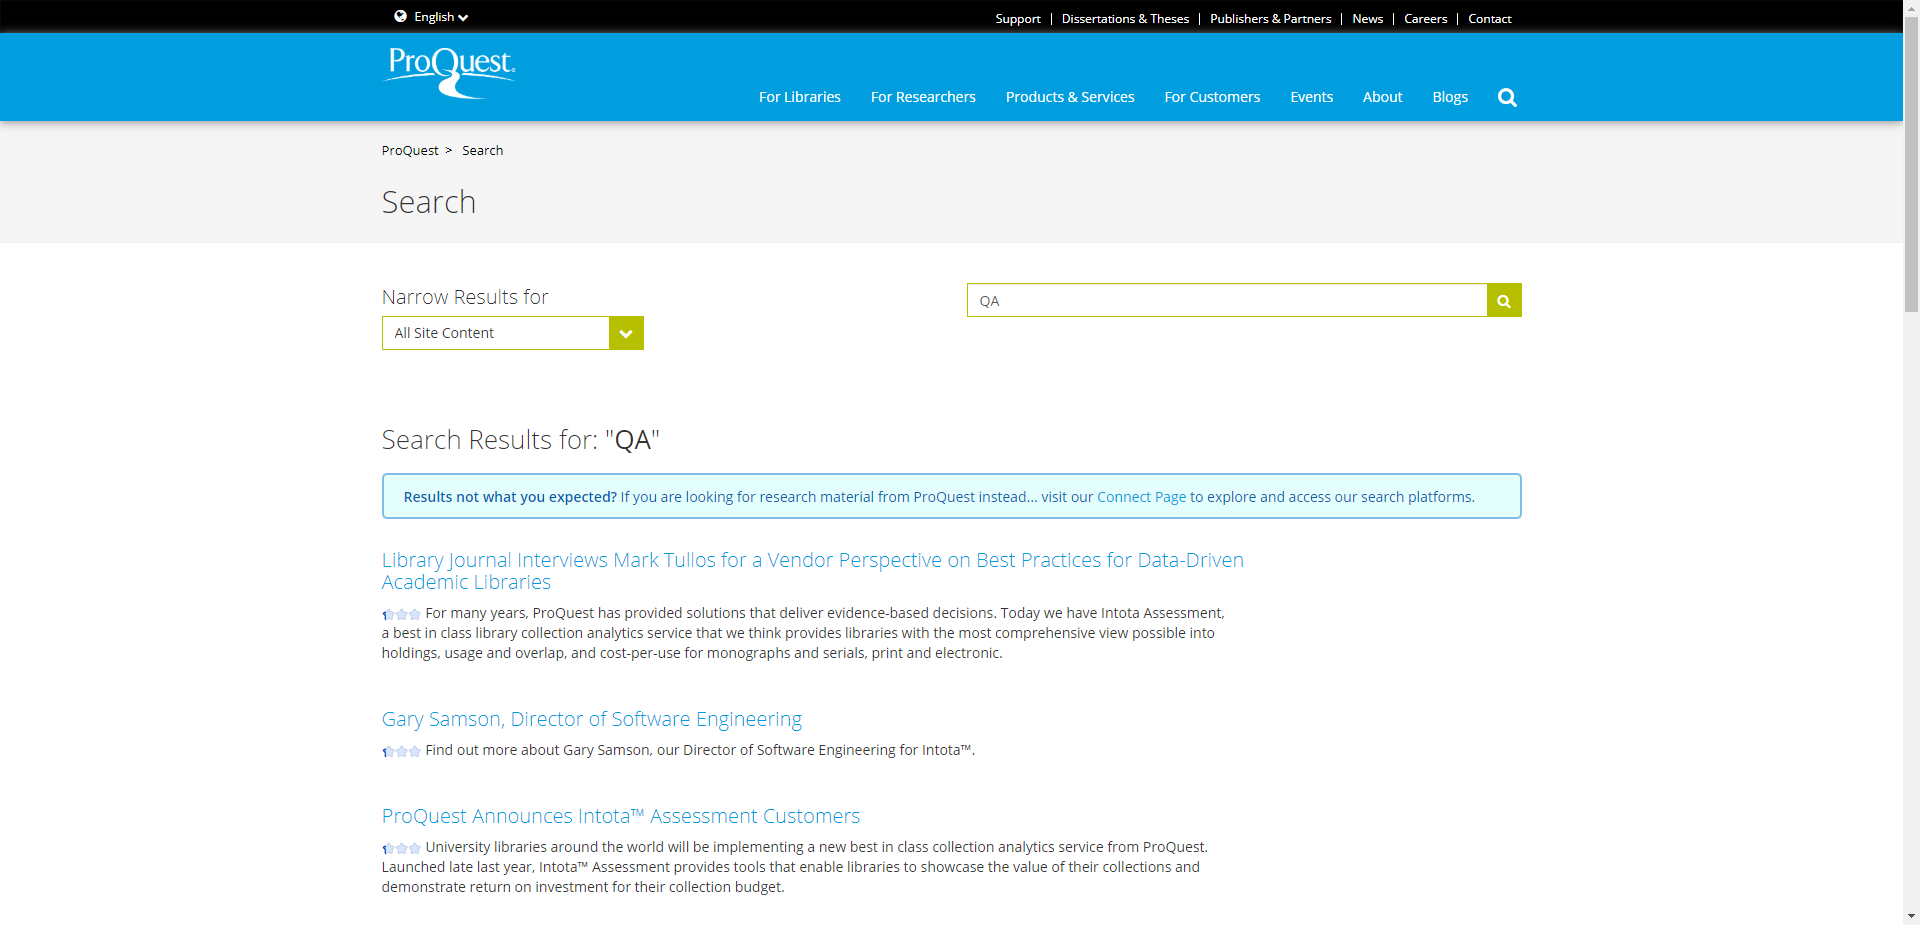 English
Support | Dissertations & Theses | Publishers & Partners | News | Careers | Contact
ProQuest®
For Libraries For Researchers Products & Services For Customers Events About Blogs
ProQuest > Search
Search
Narrow Results for
QA
All Site Content
Search Results for: "QA"
Results not what you expected? If you are looking for research material from ProQuest instead... visit our Connect Page to explore and access our search platforms.
Library Journal Interviews Mark Tullos for a Vendor Perspective on Best Practices for Data-Driven
Academic Libraries
For many years, ProQuest has provided solutions that deliver evidence-based decisions. Today we have Intota Assessment,
a best in class library collection analytics service that we think provides libraries with the most comprehensive view possible into
holdings, usage and overlap, and cost-per-use for monographs and serials, print and electronic.
Gary Samson, Director of Software Engineering
Find out more about Gary Samson, our Director of Software Engineering for Intota™.
ProQuest Announces Intota™ Assessment Customers
University libraries around the world will be implementing a new best in class collection analytics service from ProQuest.
Launched late last year, Intota™ Assessment provides tools that enable libraries to showcase the value of their collections and
demonstrate return on investment for their collection budget.